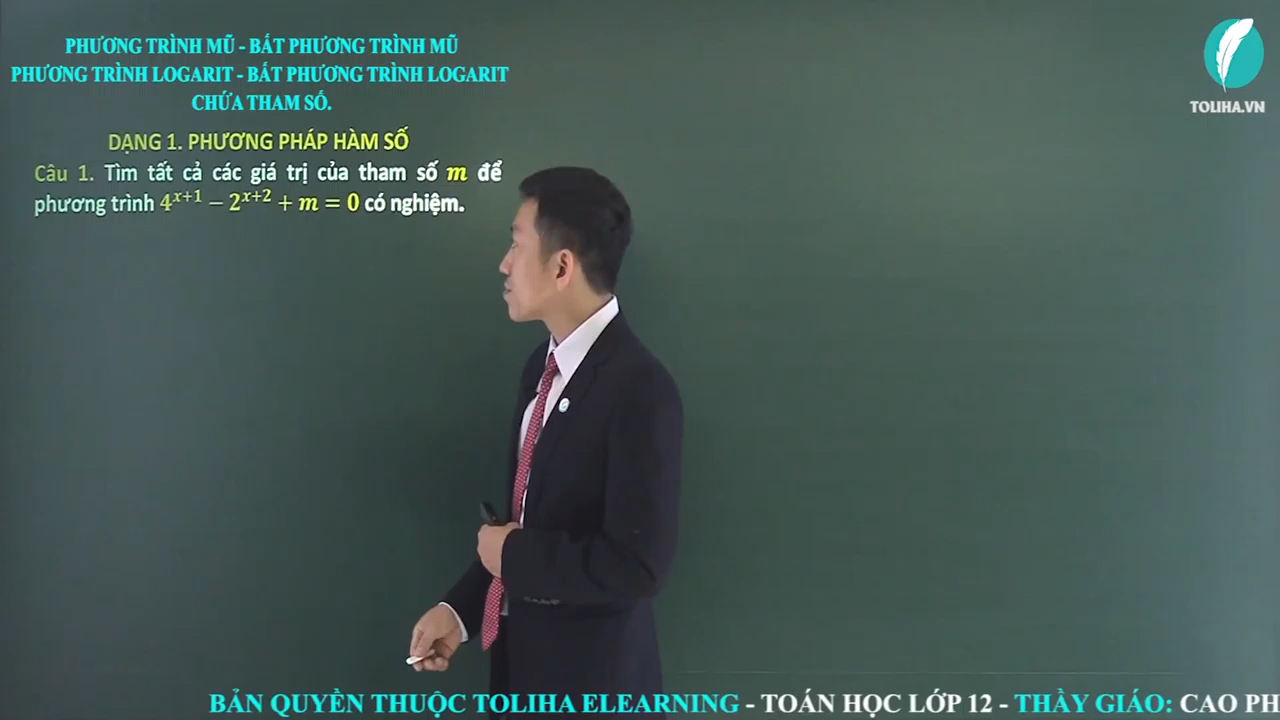 PHƯƠNG TRÌNH MŨ - BẤT PHƯƠNG TRÌNH MŨ
PHƯƠNG TRÌNH LOGARIT - BẤT PHƯƠNG TRÌNH LOGARIT
CHỨA THAM SỐ.
DẠNG 1. PHƯƠNG PHÁP HÀM SỐ
Câu 1. Tìm tất cả các giá trị của tham số m để
phương trình 4^{x+1} − 2^{x+2} + m = 0 có nghiệm.
TOLIHA.VN
BẢN QUYỀN THUỘC TOLIHA ELEARNING - TOÁN HỌC LỚP 12 - THẦY GIÁO: CAO PH